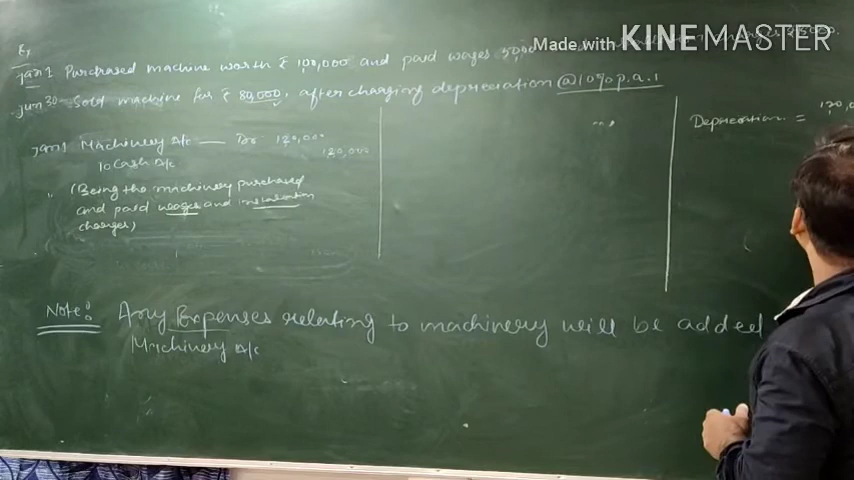 Ex
Jan 1 Purchased machine worth ₹ 1,00,000 and paid wages 5000
Made with KINEMASTER
Jun 30 Sold machine for ₹ 80,000. after charging depreciation @10% p.a.
Jan 1 Machinery A/c — Dr. 120,000
To Cash A/c 120,000
(Being the machinery purchased
and paid wages and installation
charges)
Depreciation =
Note: Any Expenses relating to machinery will be added
Machinery A/c